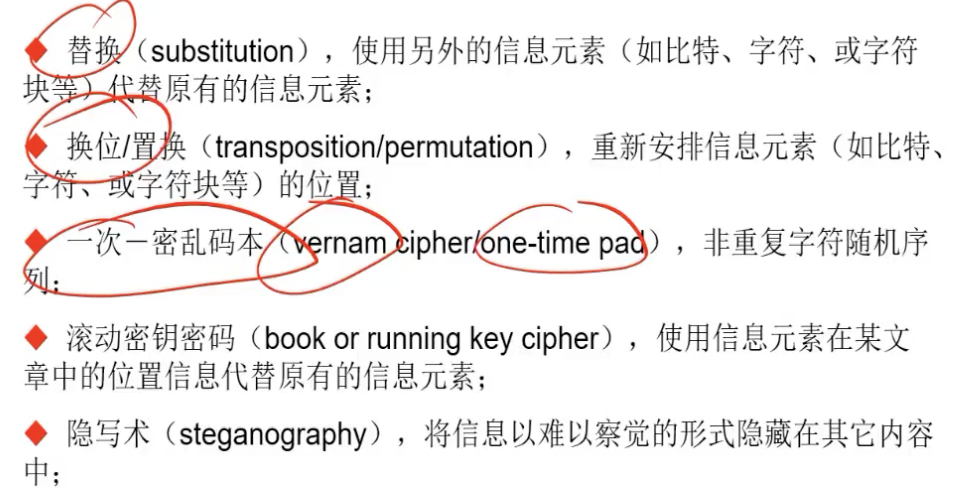 ◆ 替换（substitution），使用另外的信息元素（如比特、字符、或字符
块等）代替原有的信息元素；
◆ 换位/置换（transposition/permutation），重新安排信息元素（如比特、
字符、或字符块等）的位置；
◆ 一次－密乱码本（vernam cipher/one-time pad），非重复字符随机序
列；
◆ 滚动密钥密码（book or running key cipher），使用信息元素在某文
章中的位置信息代替原有的信息元素；
◆ 隐写术（steganography），将信息以难以察觉的形式隐藏在其它内容
中；